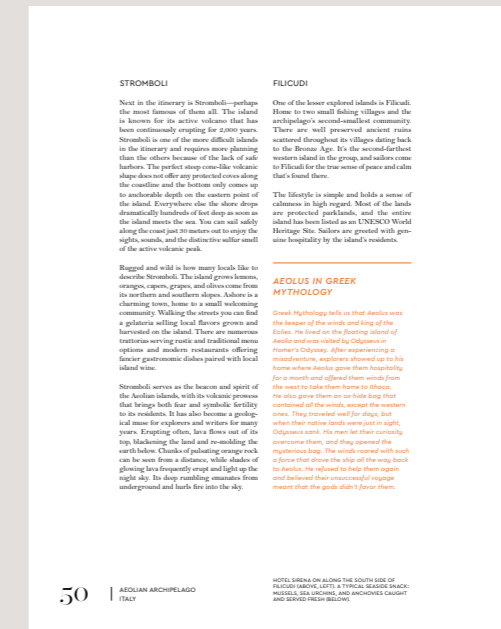 STROMBOLI
Next in the itinerary is Stromboli—perhaps
the most famous of them all. The island
is known for its active volcano that has
been continuously erupting for 2,000 years.
Stromboli is one of the more difficult islands
in the itinerary and requires more planning
than the others because of the lack of safe
harbors. The perfect steep cone-like volcanic
shape does not offer any protected coves along
the coastline and the bottom only comes up
to anchorable depth on the eastern point of
the island. Everywhere else the shore drops
dramatically hundreds of feet deep as soon as
the island meets the sea. You can sail safely
along the coast just 30 meters out to enjoy the
sights, sounds, and the distinctive sulfur smell
of the active volcanic peak.
Rugged and wild is how many locals like to
describe Stromboli. The island grows lemons,
oranges, capers, grapes, and olives come from
its northern and southern slopes. Ashore is a
charming town, home to a small welcoming
community. Walking the streets you can find
a gelateria selling local flavors grown and
harvested on the island. There are numerous
trattorias serving rustic and traditional menu
options and modern restaurants offering
fancier gastronomic dishes paired with local
island wine.
Stromboli serves as the beacon and spirit of
the Aeolian islands, with its volcanic prowess
that brings both fear and symbolic fertility
to its residents. It has also become a geolog-
ical muse for explorers and writers for many
years. Erupting often, lava flows out of its
top, blackening the land and re-molding the
earth below. Chunks of pulsating orange rock
can be seen from a distance, while shades of
glowing lava frequently erupt and light up the
night sky. Its deep rumbling emanates from
underground and hurls fire into the sky.
FILICUDI
One of the lesser explored islands is Filicudi.
Home to two small fishing villages and the
archipelago's second-smallest community.
There are well preserved ancient ruins
scattered throughout its villages dating back
to the Bronze Age. It's the second-farthest
western island in the group, and sailors come
to Filicudi for the true sense of peace and calm
that's found there.
The lifestyle is simple and holds a sense of
calmness in high regard. Most of the lands
are protected parklands, and the entire
island has been listed as an UNESCO World
Heritage Site. Sailors are greeted with gen-
uine hospitality by the island's residents.
AEOLUS IN GREEK
MYTHOLOGY
Greek Mythology tells us that Aeolus was
the keeper of the winds and king of the
Eolies. He lived on the floating island of
Aeolia and was visited by Odysseus in
Homer's Odyssey. After experiencing a
misadventure, explorers showed up to his
home where Aeolus gave them hospitality
for a month and offered them winds from
the west to take them home to Ithaca.
He also gave them an ox-hide bag that
contained all the winds, except the western
ones. They traveled well for days, but
when their native lands were just in sight,
Odysseus sank. His men let their curiosity
overcome them, and they opened the
mysterious bag. The winds roared with such
a force that drove the ship all the way back
to Aeolus. He refused to help them again
and believed their unsuccessful voyage
meant that the gods didn't favor them.
50
AEOLIAN ARCHIPELAGO
ITALY
HOTEL SIRENA ON ALONG THE SOUTH SIDE OF
FILICUDI (ABOVE, LEFT). A TYPICAL SEASIDE SNACK:
MUSSELS, SEA URCHINS, AND ANCHOVIES CAUGHT
AND SERVED FRESH (BELOW).